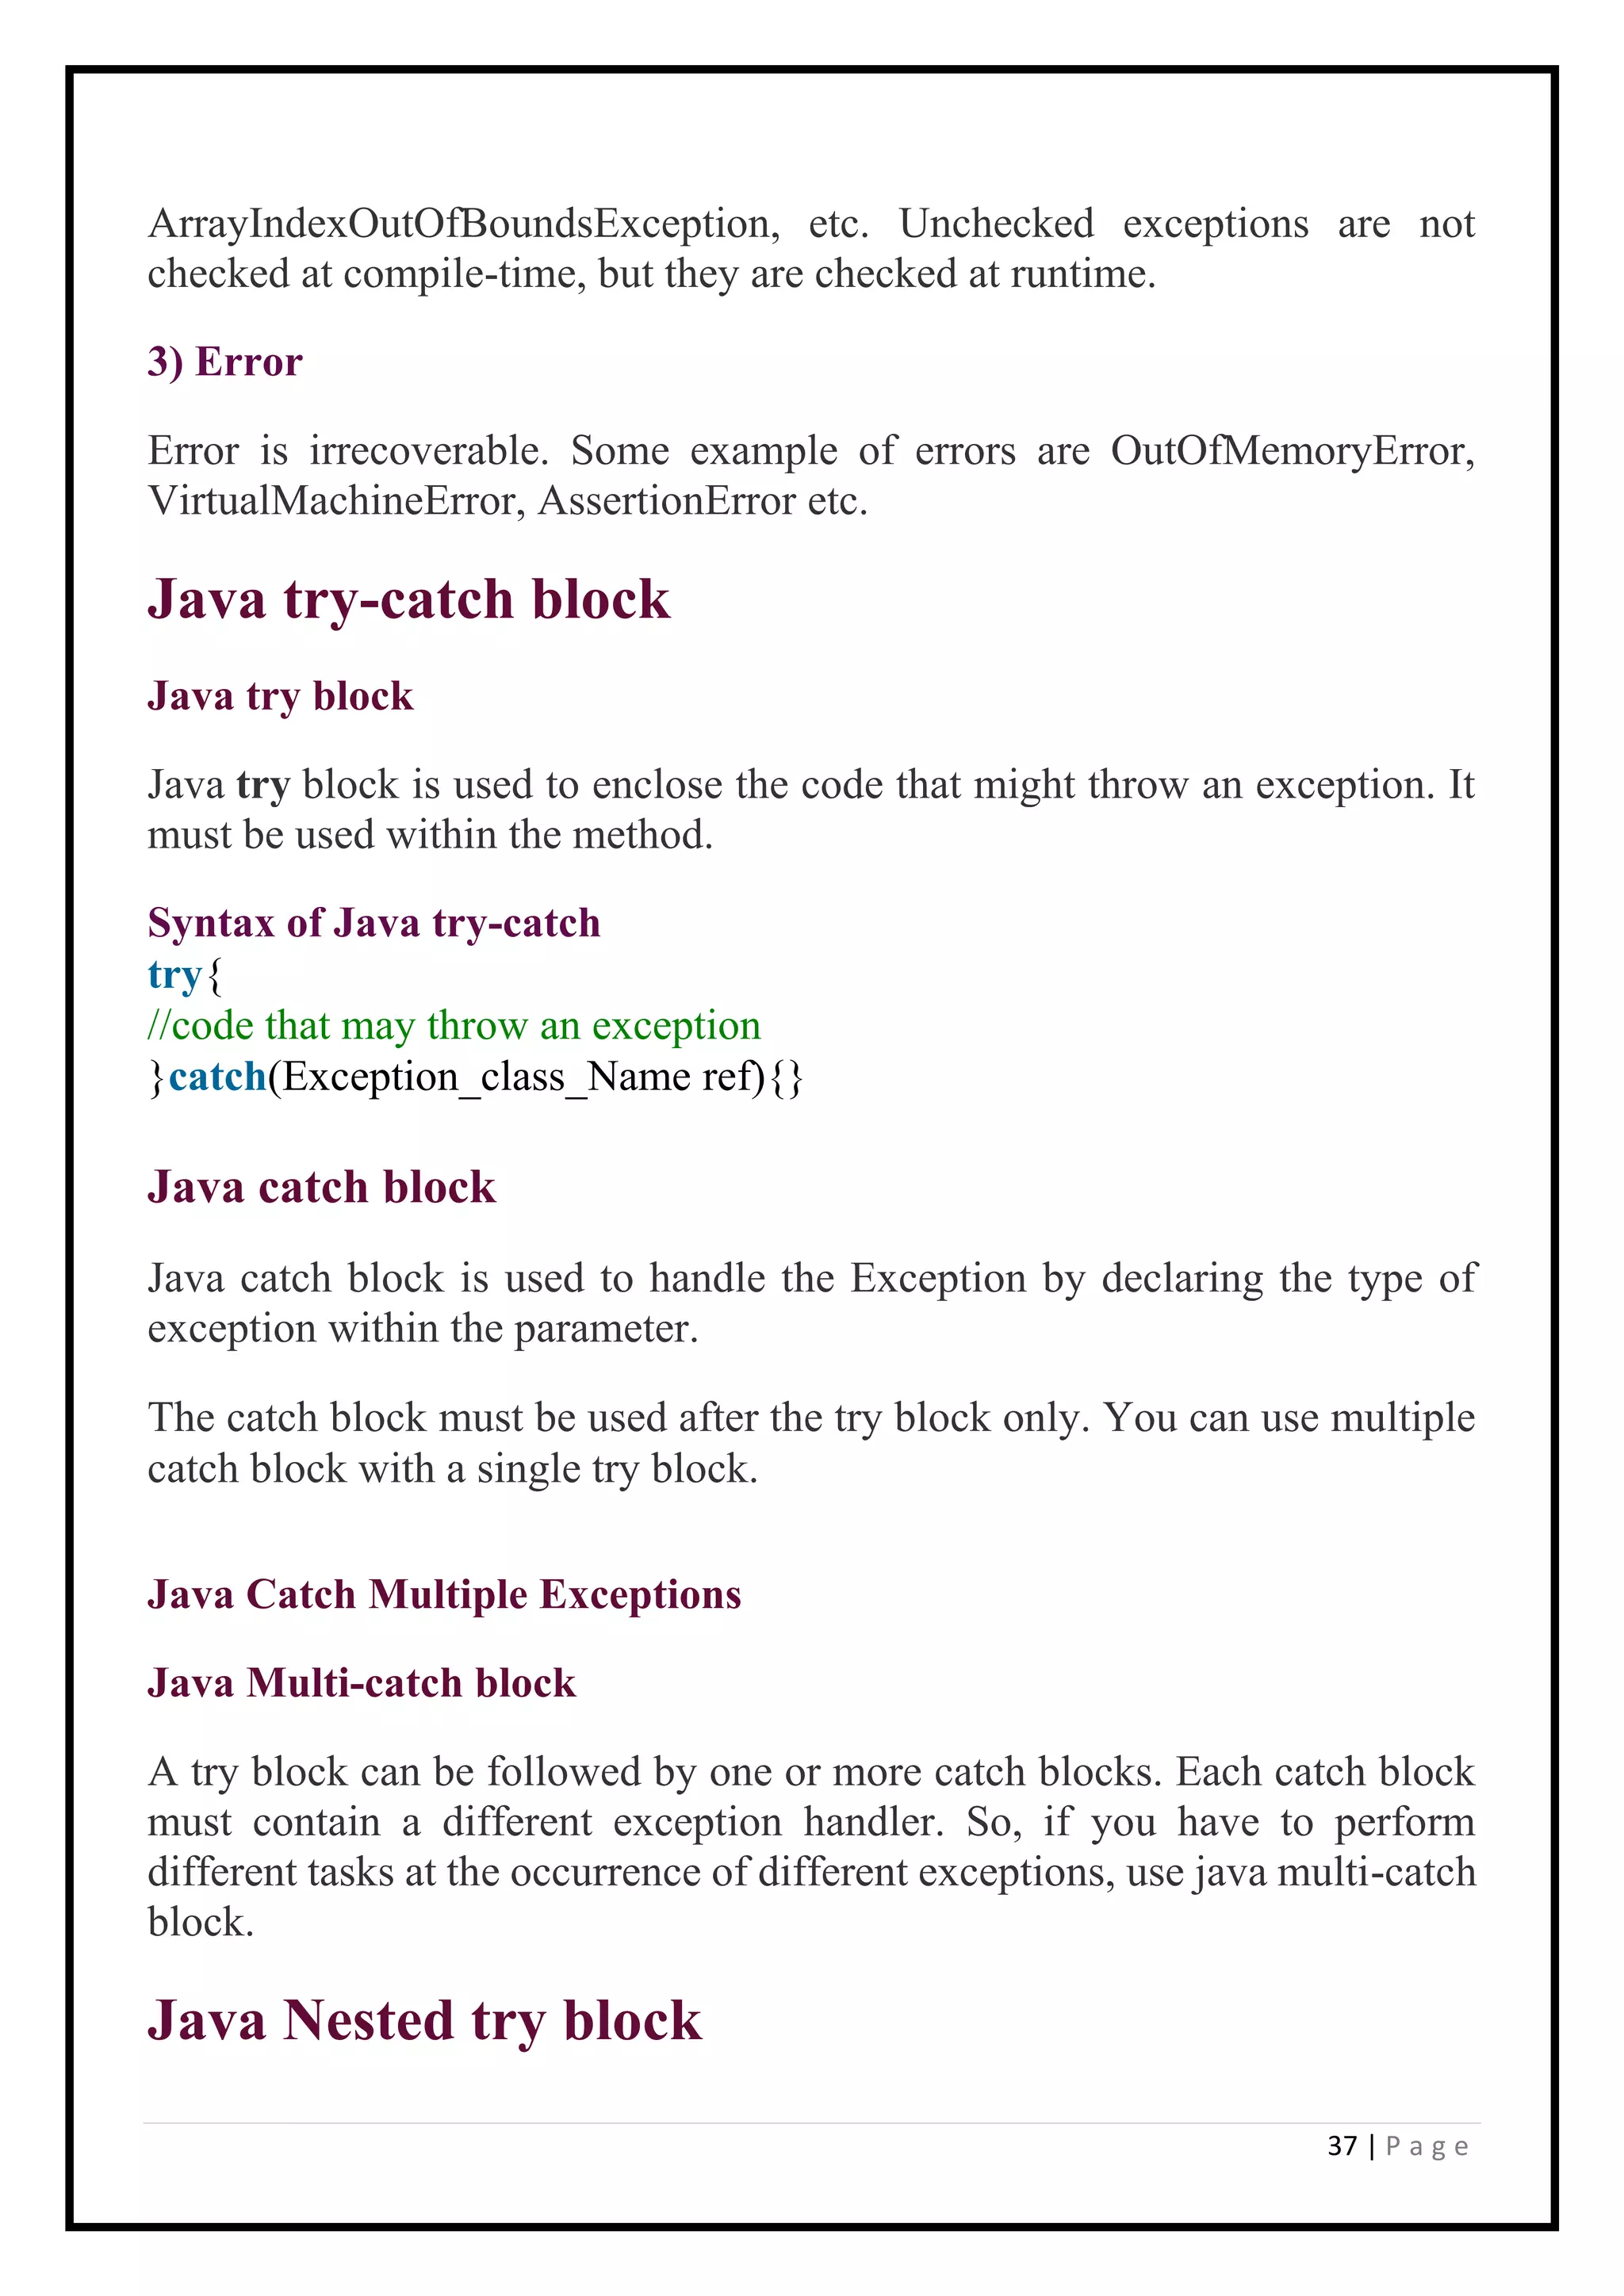 ArrayIndexOutOfBoundsException, etc. Unchecked exceptions are not
checked at compile-time, but they are checked at runtime.
3) Error
Error is irrecoverable. Some example of errors are OutOfMemoryError,
VirtualMachineError, AssertionError etc.
Java try-catch block
Java try block
Java try block is used to enclose the code that might throw an exception. It
must be used within the method.
Syntax of Java try-catch
try{
//code that may throw an exception
}catch(Exception_class_Name ref){}
Java catch block
Java catch block is used to handle the Exception by declaring the type of
exception within the parameter.
The catch block must be used after the try block only. You can use multiple
catch block with a single try block.
Java Catch Multiple Exceptions
Java Multi-catch block
A try block can be followed by one or more catch blocks. Each catch block
must contain a different exception handler. So, if you have to perform
different tasks at the occurrence of different exceptions, use java multi-catch
block.
Java Nested try block
37 | P a g e